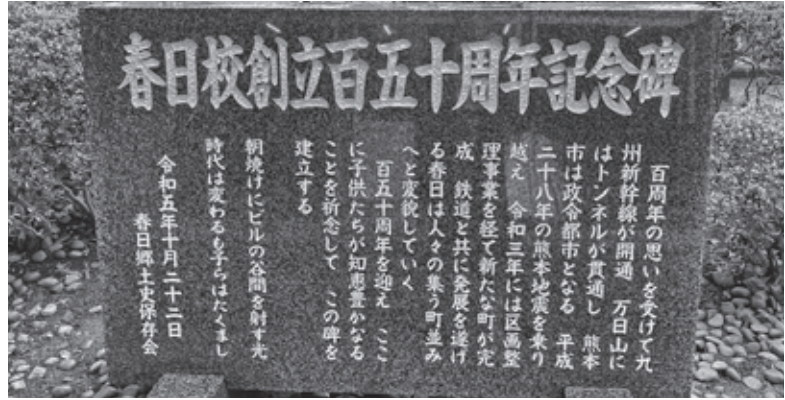 春日校創立百五十周年記念碑
百周年の思いを受けて九
州新幹線が開通　万日山に
はトンネルが貫通し　熊本
市は政令都市となる　平成
二十八年の熊本地震を乗り
越え　令和三年には区画整
理事業を経て新たな町が完
成　鉄道と共に発展を遂げ
る春日は人々の集う町並み
へと変貌していく
百五十周年を迎え　ここ
に子供たちが知恵豊かなる
ことを祈念して　この碑を
建立する
朝焼けにビルの谷間を射す光
時代は変わるも子らはたくまし
令和五年十月二十二日
春日郷土史保存会